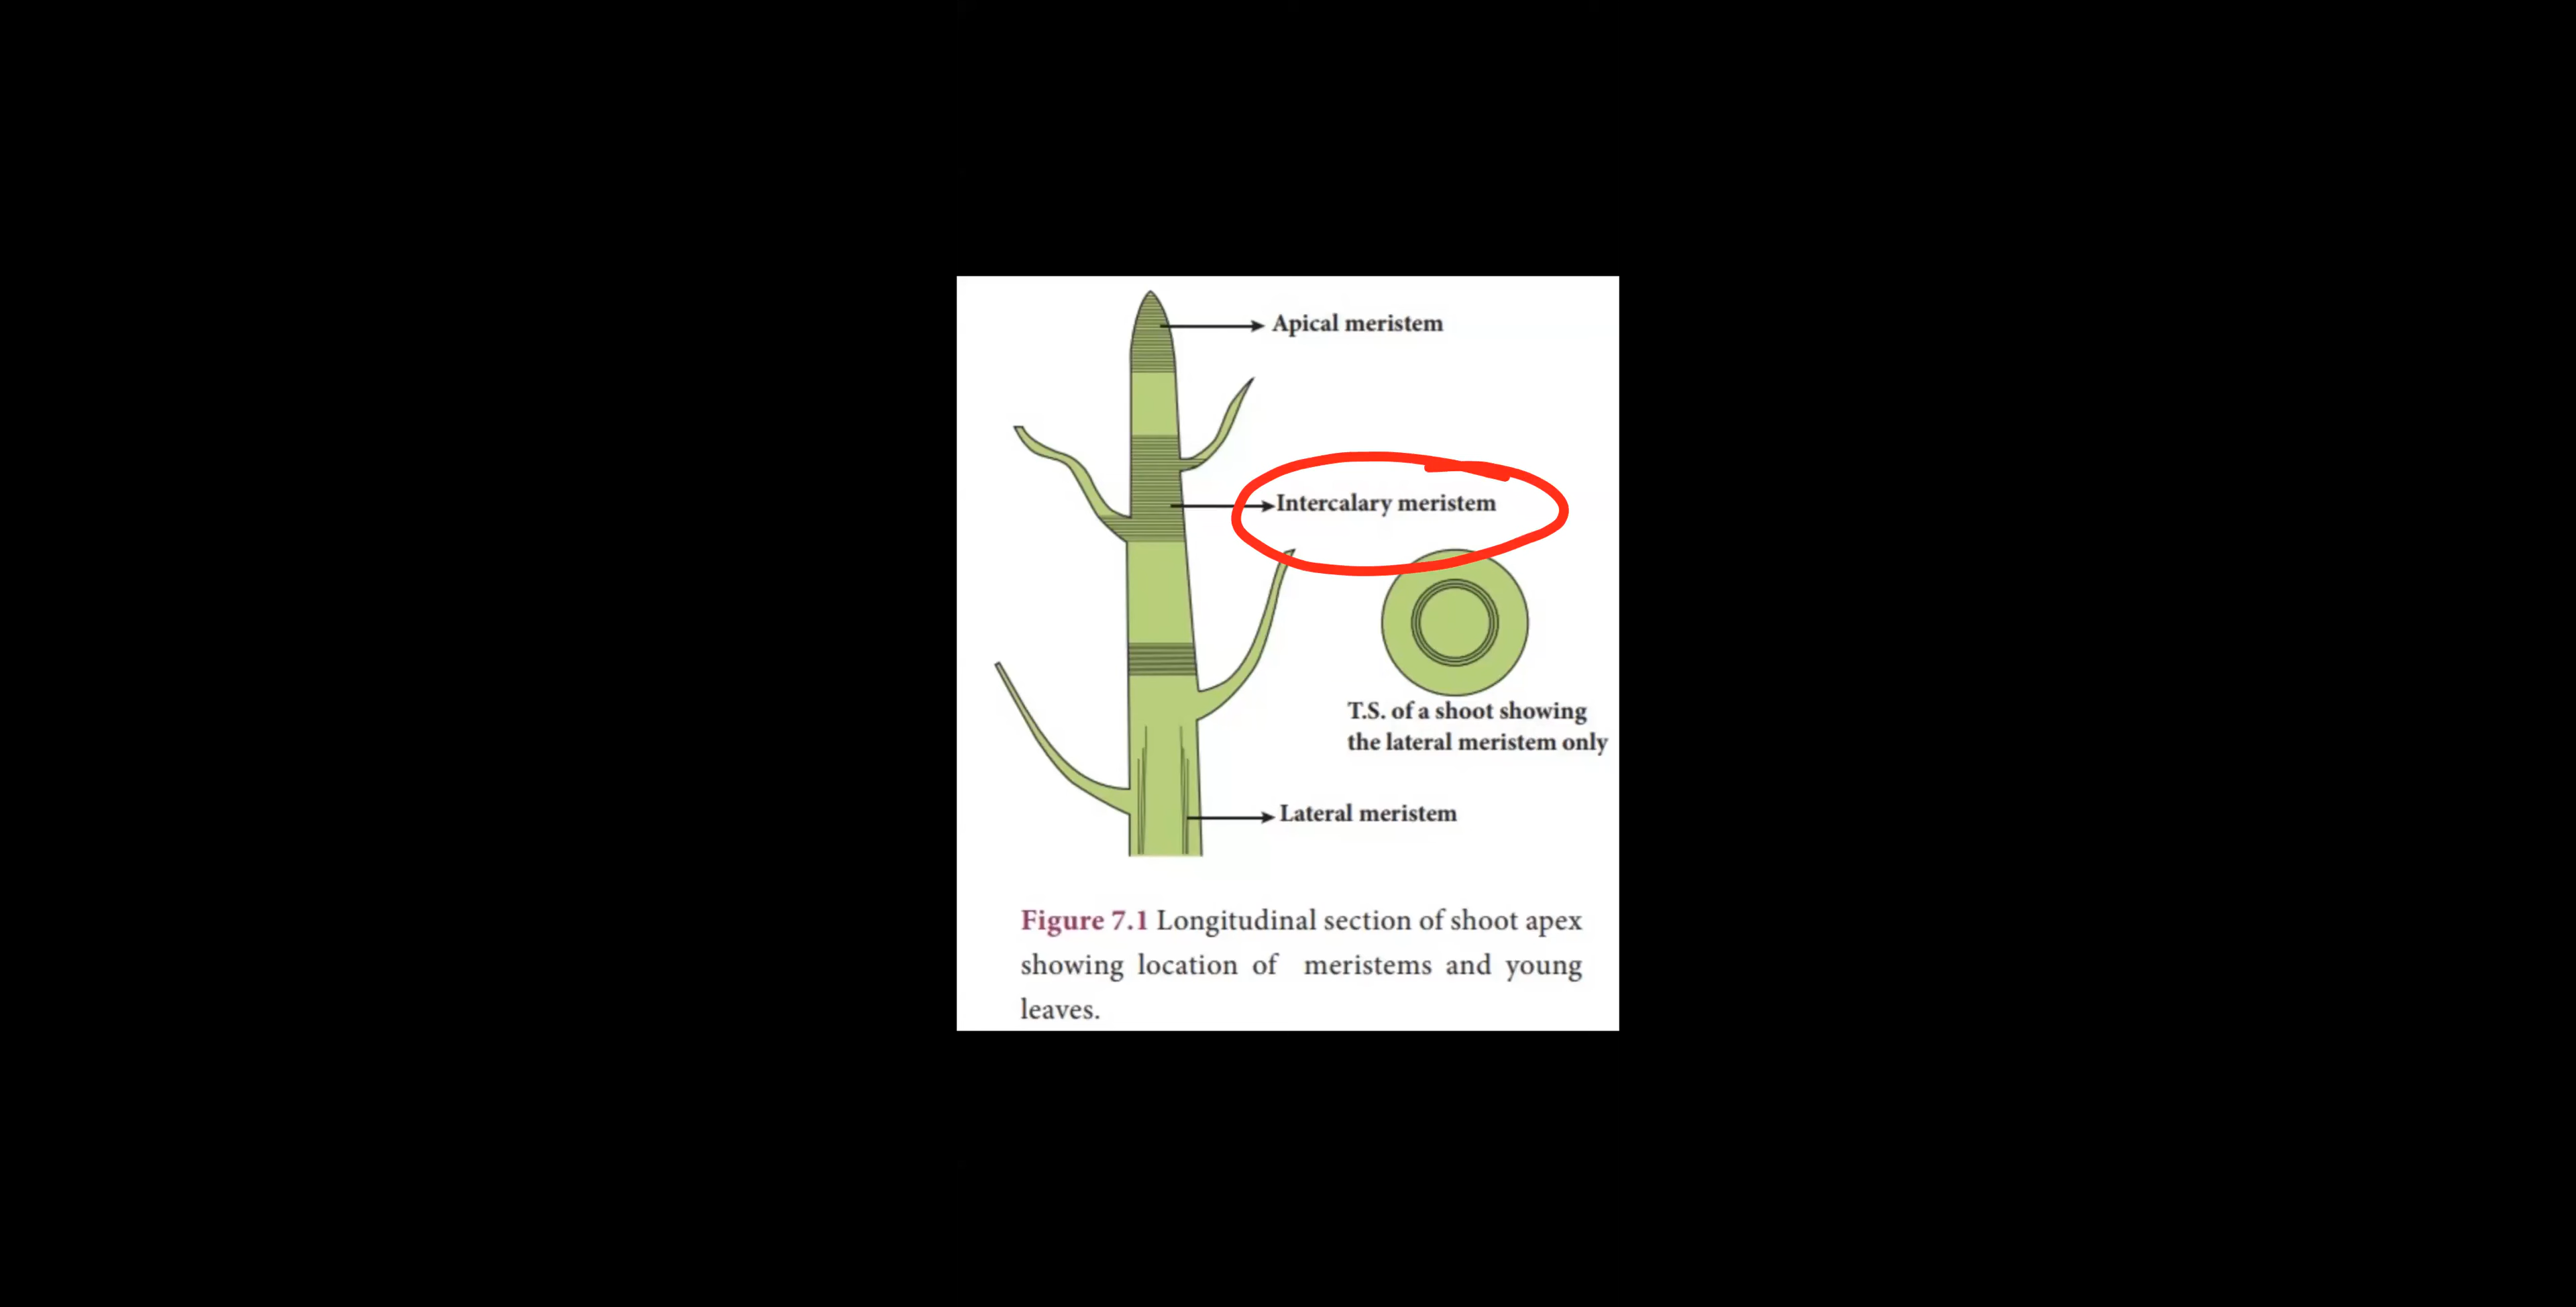 Apical meristem
Intercalary meristem
T.S. of a shoot showing
the lateral meristem only
Lateral meristem
Figure 7.1 Longitudinal section of shoot apex
showing location of meristems and young
leaves.